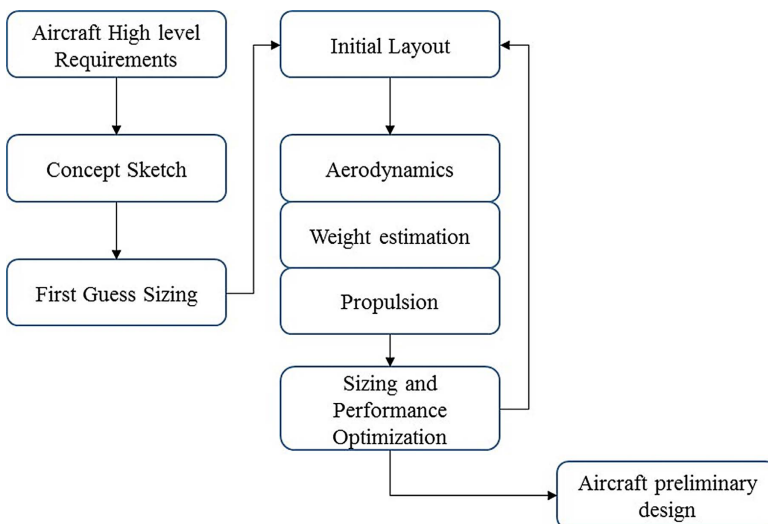 Aircraft High level
Requirements
Concept Sketch
First Guess Sizing
Initial Layout
Aerodynamics
Weight estimation
Propulsion
Sizing and
Performance
Optimization
Aircraft preliminary
design